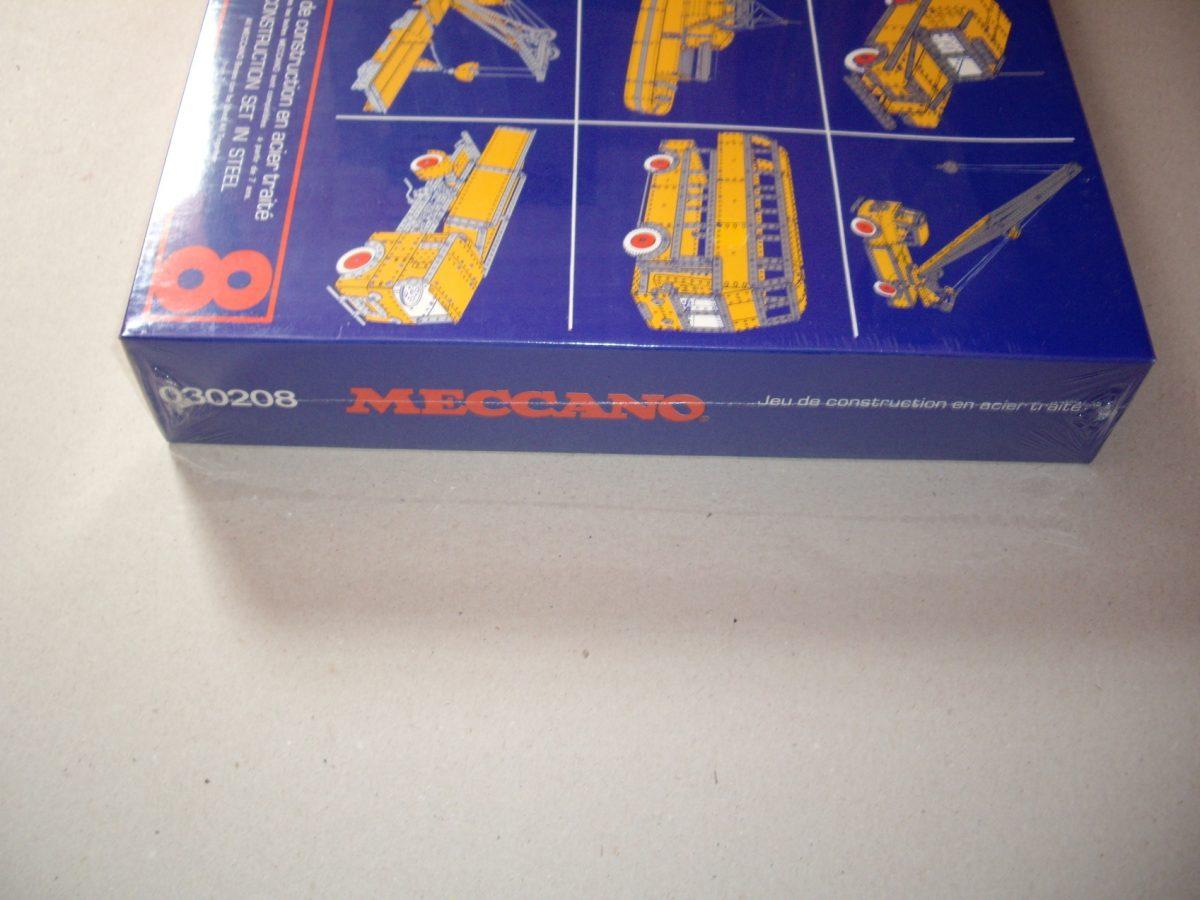 de construction en acier traité
CONSTRUCTION SET IN STEEL
8
030208
MECCANO
Jeu de construction en acier traité